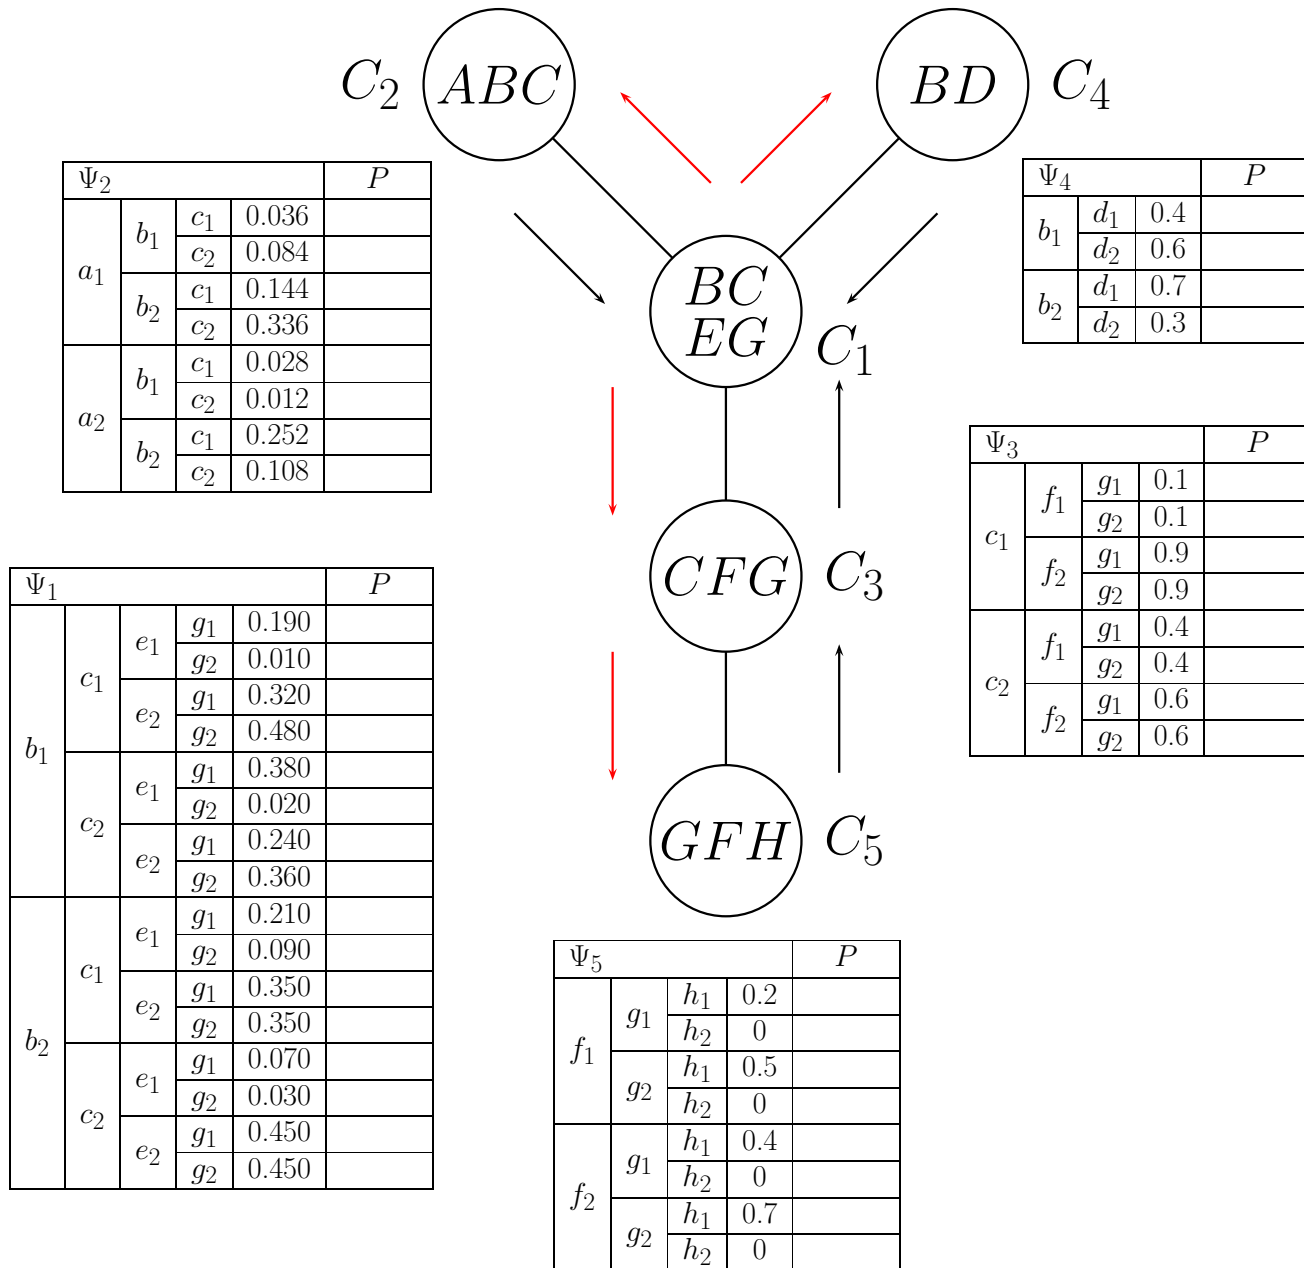 C2 ABC BD C4
Ψ2 P
a1 b1 c1 0.036
c2 0.084
b2 c1 0.144
c2 0.336
a2 b1 c1 0.028
c2 0.012
b2 c1 0.252
c2 0.108
Ψ4 P
b1 d1 0.4
d2 0.6
b2 d1 0.7
d2 0.3
BC
EG
C1
Ψ3 P
c1 f1 g1 0.1
g2 0.1
f2 g1 0.9
g2 0.9
c2 f1 g1 0.4
g2 0.4
f2 g1 0.6
g2 0.6
CFG C3
Ψ1 P
b1 c1 e1 g1 0.190
g2 0.010
e2 g1 0.320
g2 0.480
c2 e1 g1 0.380
g2 0.020
e2 g1 0.240
g2 0.360
b2 c1 e1 g1 0.210
g2 0.090
e2 g1 0.350
g2 0.350
c2 e1 g1 0.070
g2 0.030
e2 g1 0.450
g2 0.450
GFH C5
Ψ5 P
f1 g1 h1 0.2
h2 0
g2 h1 0.5
h2 0
f2 g1 h1 0.4
h2 0
g2 h1 0.7
h2 0